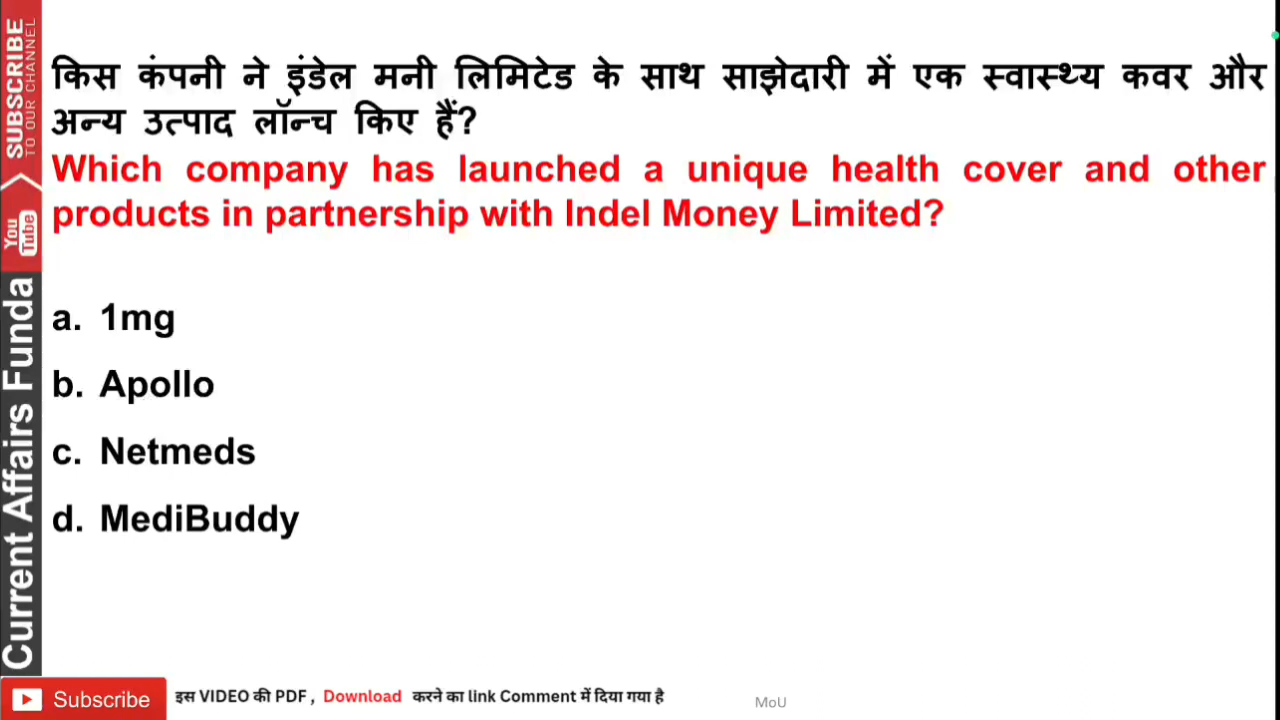 किस कंपनी ने इंडेल मनी लिमिटेड के साथ साझेदारी में एक स्वास्थ्य कवर और
अन्य उत्पाद लॉन्च किए हैं?
Which company has launched a unique health cover and other
products in partnership with Indel Money Limited?
a. 1mg
b. Apollo
c. Netmeds
d. MediBuddy
SUBSCRIBE
TO OUR CHANNEL
You
Tube
Current Affairs Funda
Subscribe
इस VIDEO की PDF , Download करने का link Comment में दिया गया है
MoU